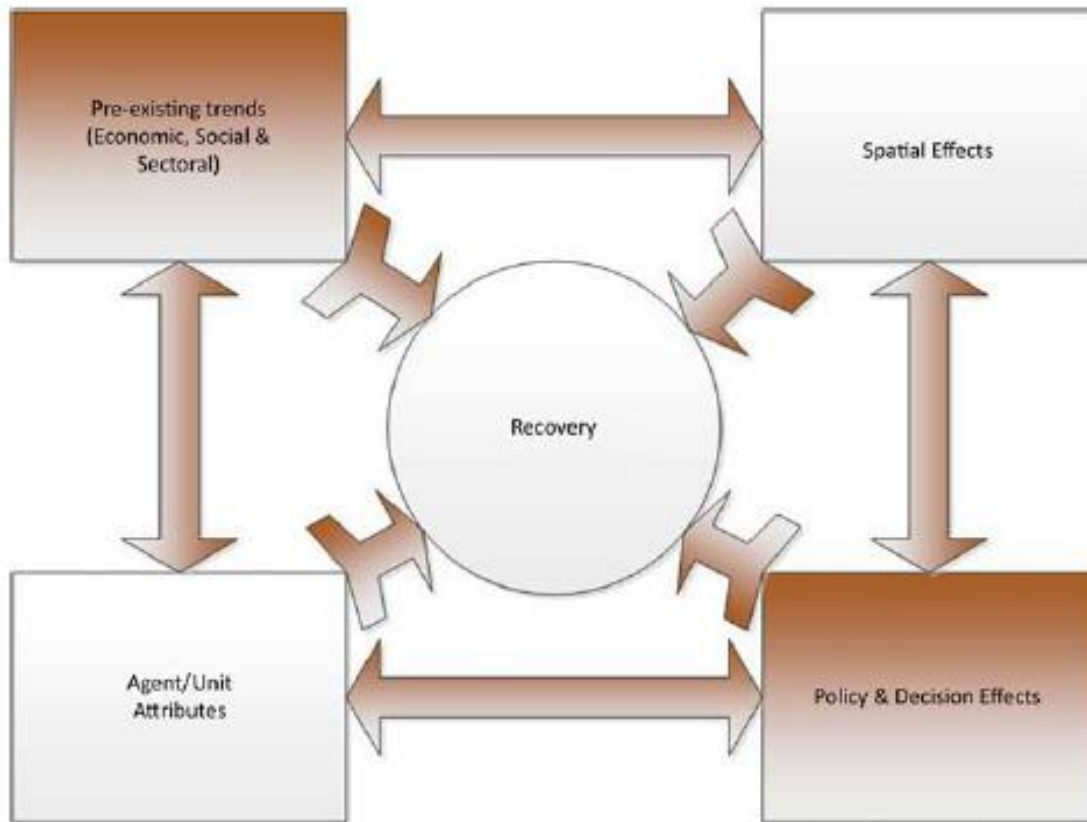 Pre-existing trends
(Economic, Social &
Sectoral)
Spatial Effects
Recovery
Agent/Unit
Attributes
Policy & Decision Effects